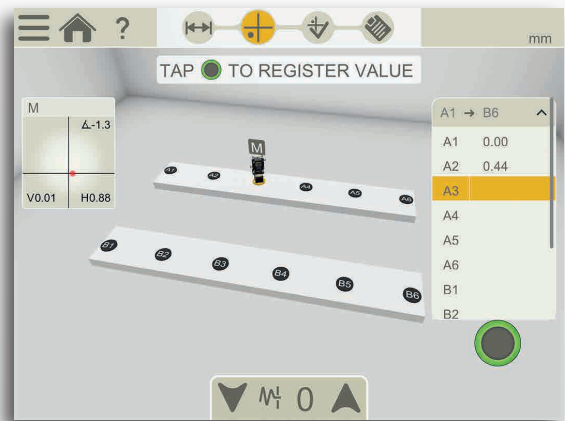 ?
mm
TAP TO REGISTER VALUE
M
∡-1.3
V0.01 H0.88
A1 → B6
A1 0.00
A2 0.44
A3
A4
A5
A6
B1
B2
M
A1 A2 A4 A5 A6
B1 B2 B3 B4 B5 B6
0